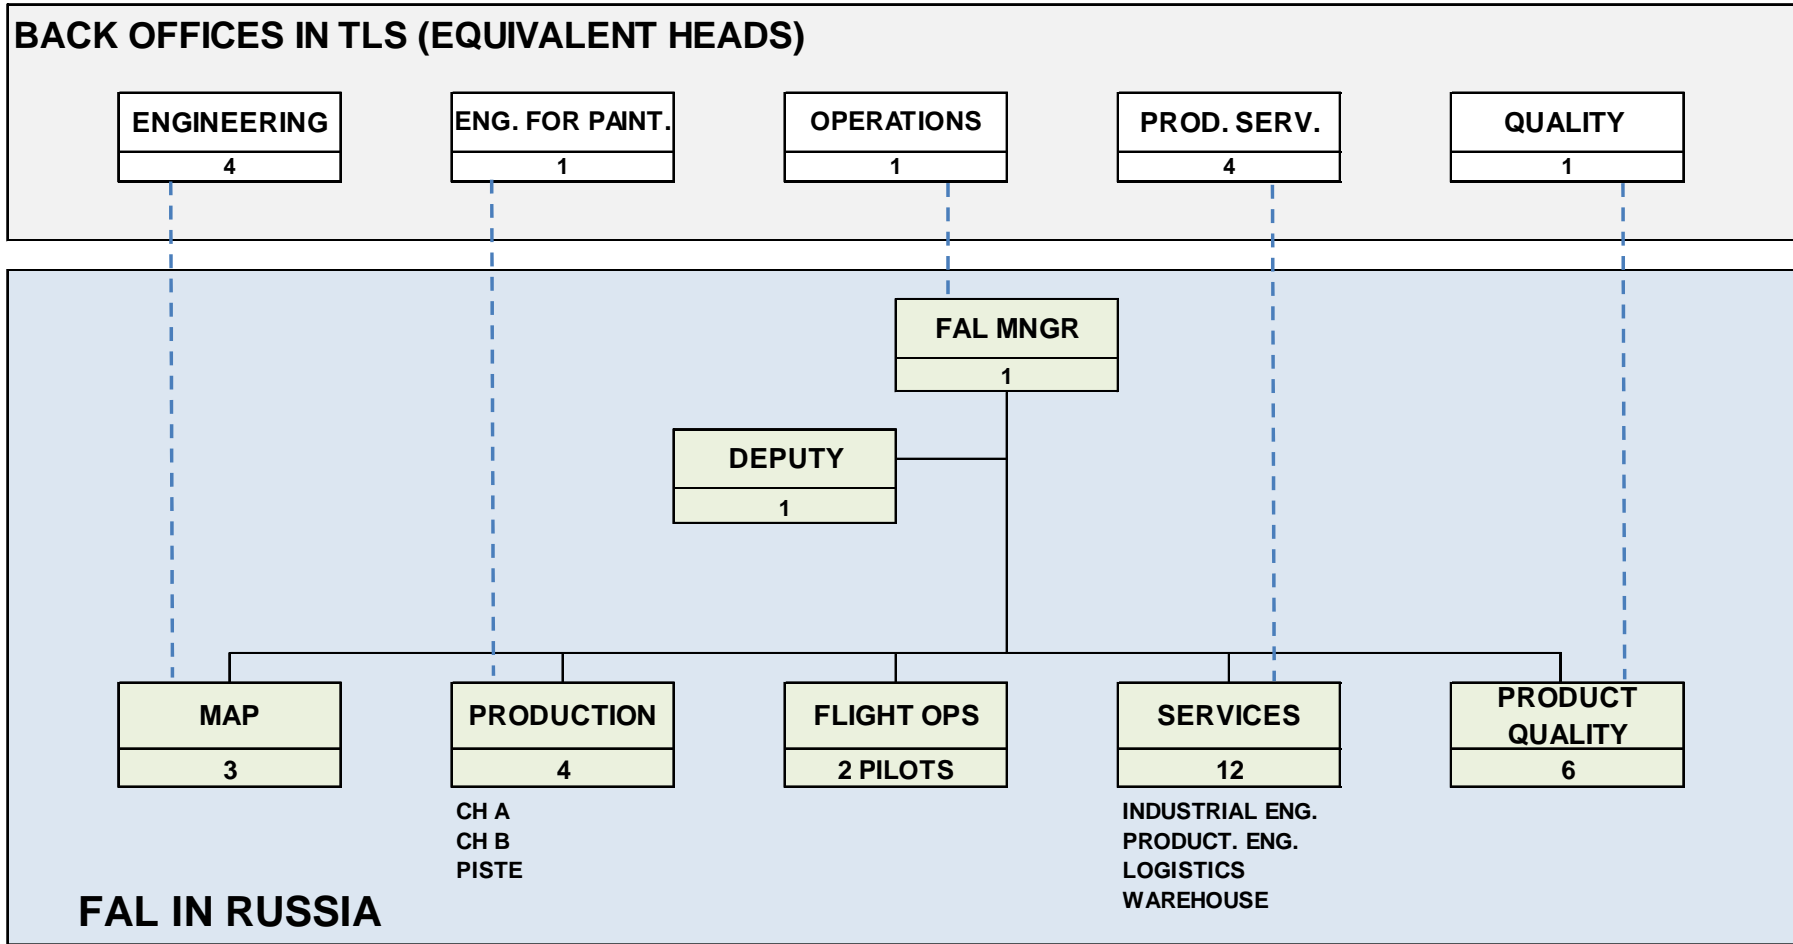 BACK OFFICES IN TLS (EQUIVALENT HEADS)
ENGINEERING
4
ENG. FOR PAINT.
1
OPERATIONS
1
PROD. SERV.
4
QUALITY
1
FAL MNGR
1
DEPUTY
1
MAP
3
PRODUCTION
4
CH A
CH B
PISTE
FLIGHT OPS
2 PILOTS
SERVICES
12
INDUSTRIAL ENG.
PRODUCT. ENG.
LOGISTICS
WAREHOUSE
PRODUCT
QUALITY
6
FAL IN RUSSIA